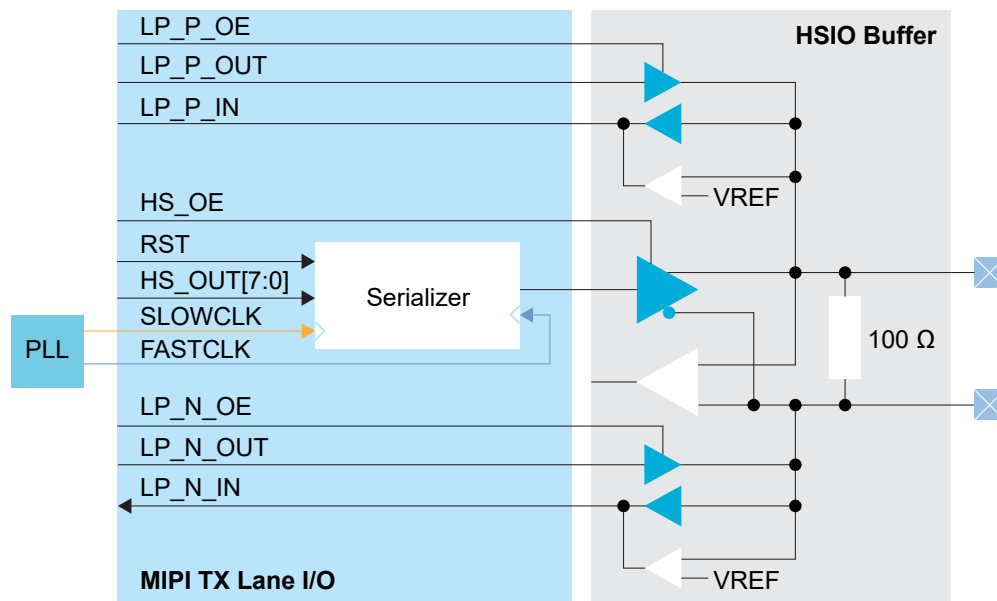 LP_P_OE
HSIO Buffer
LP_P_OUT
LP_P_IN
VREF
HS_OE
RST
HS_OUT[7:0]
Serializer
SLOWCLK
PLL
FASTCLK
100 Ω
LP_N_OE
LP_N_OUT
LP_N_IN
MIPI TX Lane I/O
VREF